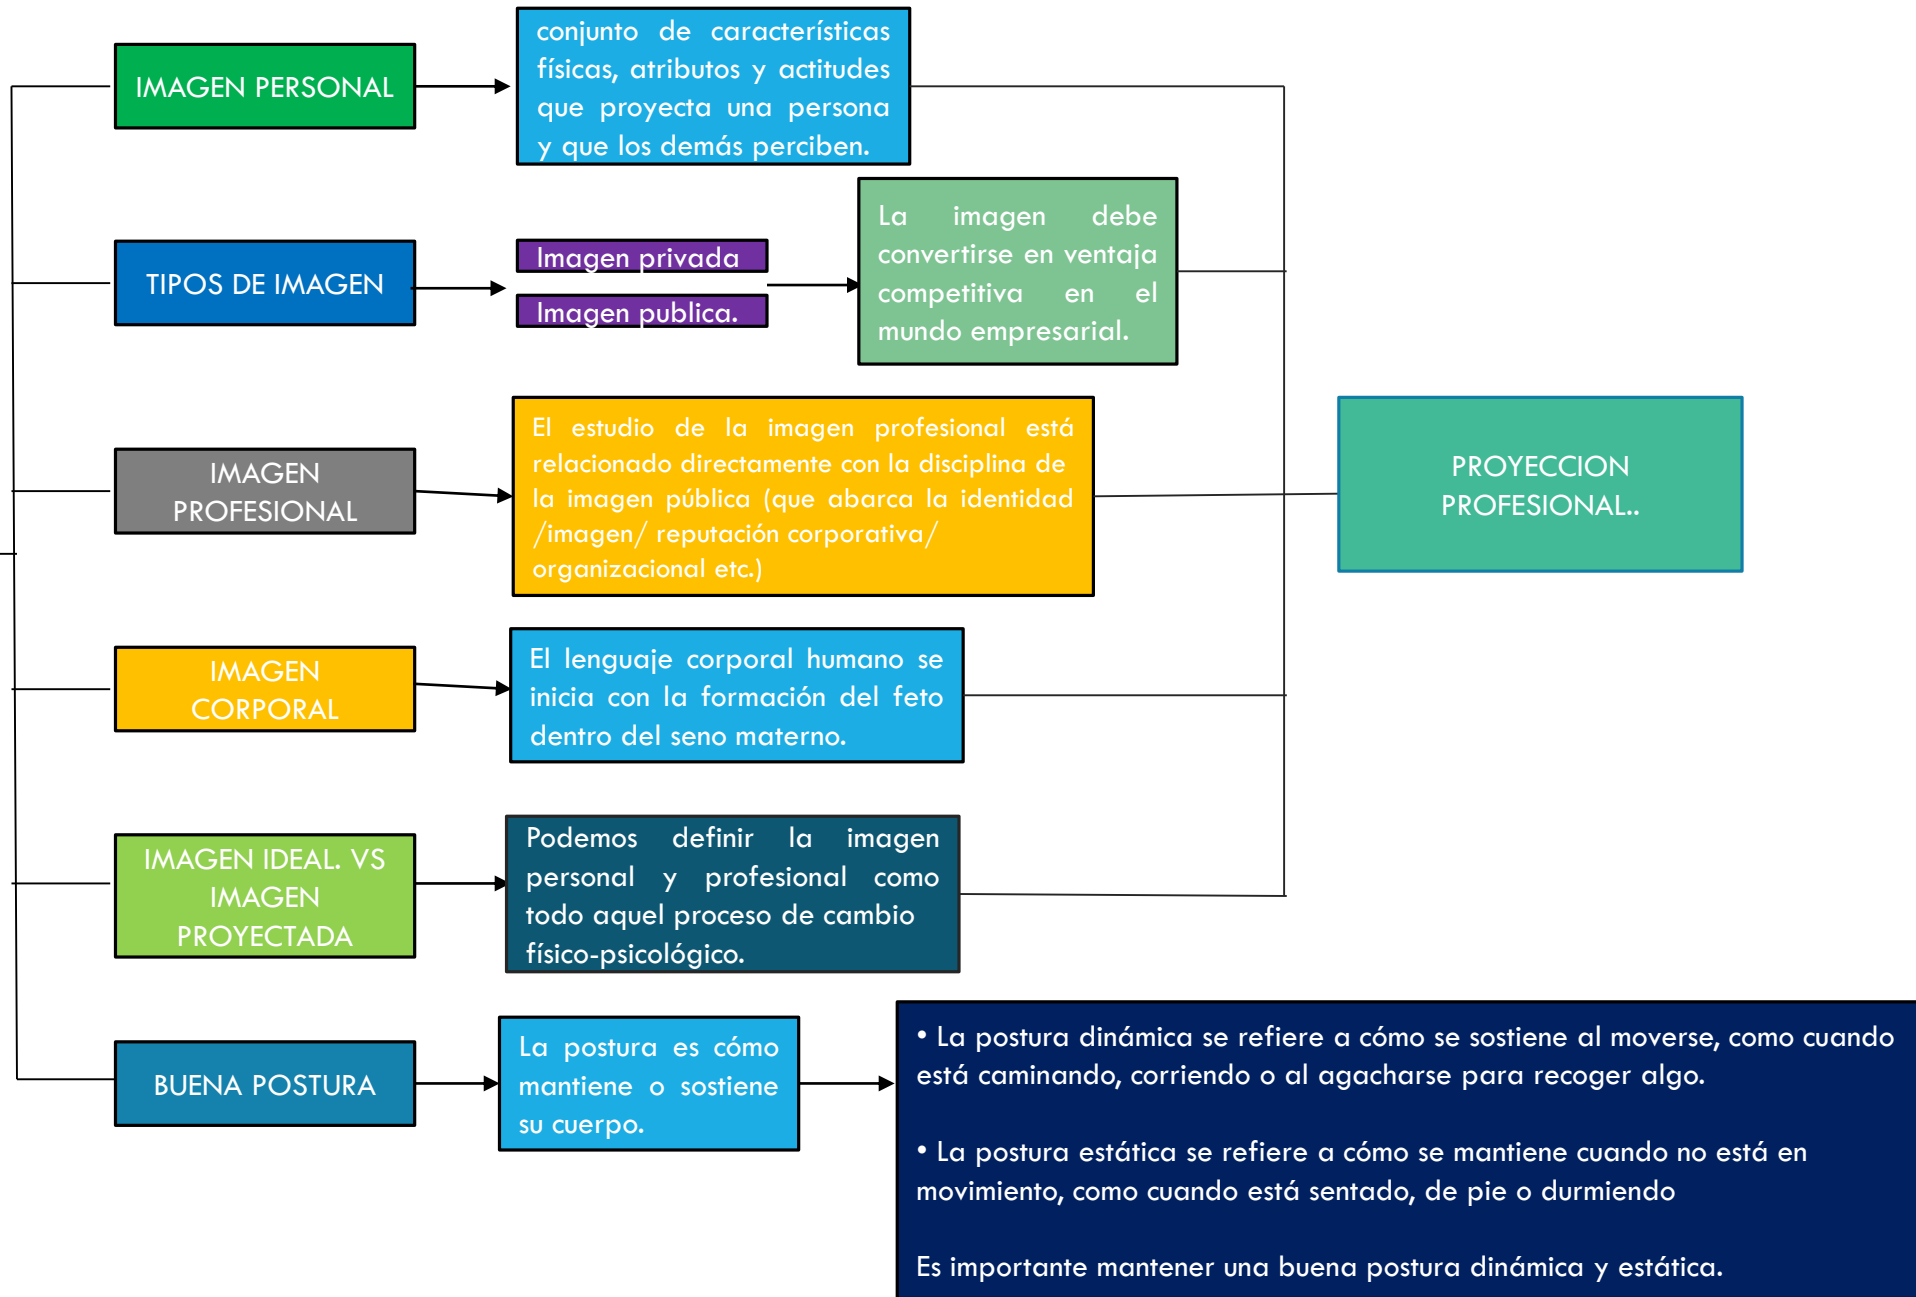 IMAGEN PERSONAL
conjunto de características
físicas, atributos y actitudes
que proyecta una persona
y que los demás perciben.
TIPOS DE IMAGEN
Imagen privada
Imagen publica.
La imagen debe
convertirse en ventaja
competitiva en el
mundo empresarial.
IMAGEN
PROFESIONAL
El estudio de la imagen profesional está
relacionado directamente con la disciplina de
la imagen pública (que abarca la identidad
/imagen/ reputación corporativa/
organizacional etc.)
PROYECCION
PROFESIONAL..
IMAGEN
CORPORAL
El lenguaje corporal humano se
inicia con la formación del feto
dentro del seno materno.
IMAGEN IDEAL. VS
IMAGEN
PROYECTADA
Podemos definir la imagen
personal y profesional como
todo aquel proceso de cambio
físico-psicológico.
BUENA POSTURA
La postura es cómo
mantiene o sostiene
su cuerpo.
• La postura dinámica se refiere a cómo se sostiene al moverse, como cuando
está caminando, corriendo o al agacharse para recoger algo.
• La postura estática se refiere a cómo se mantiene cuando no está en
movimiento, como cuando está sentado, de pie o durmiendo
Es importante mantener una buena postura dinámica y estática.